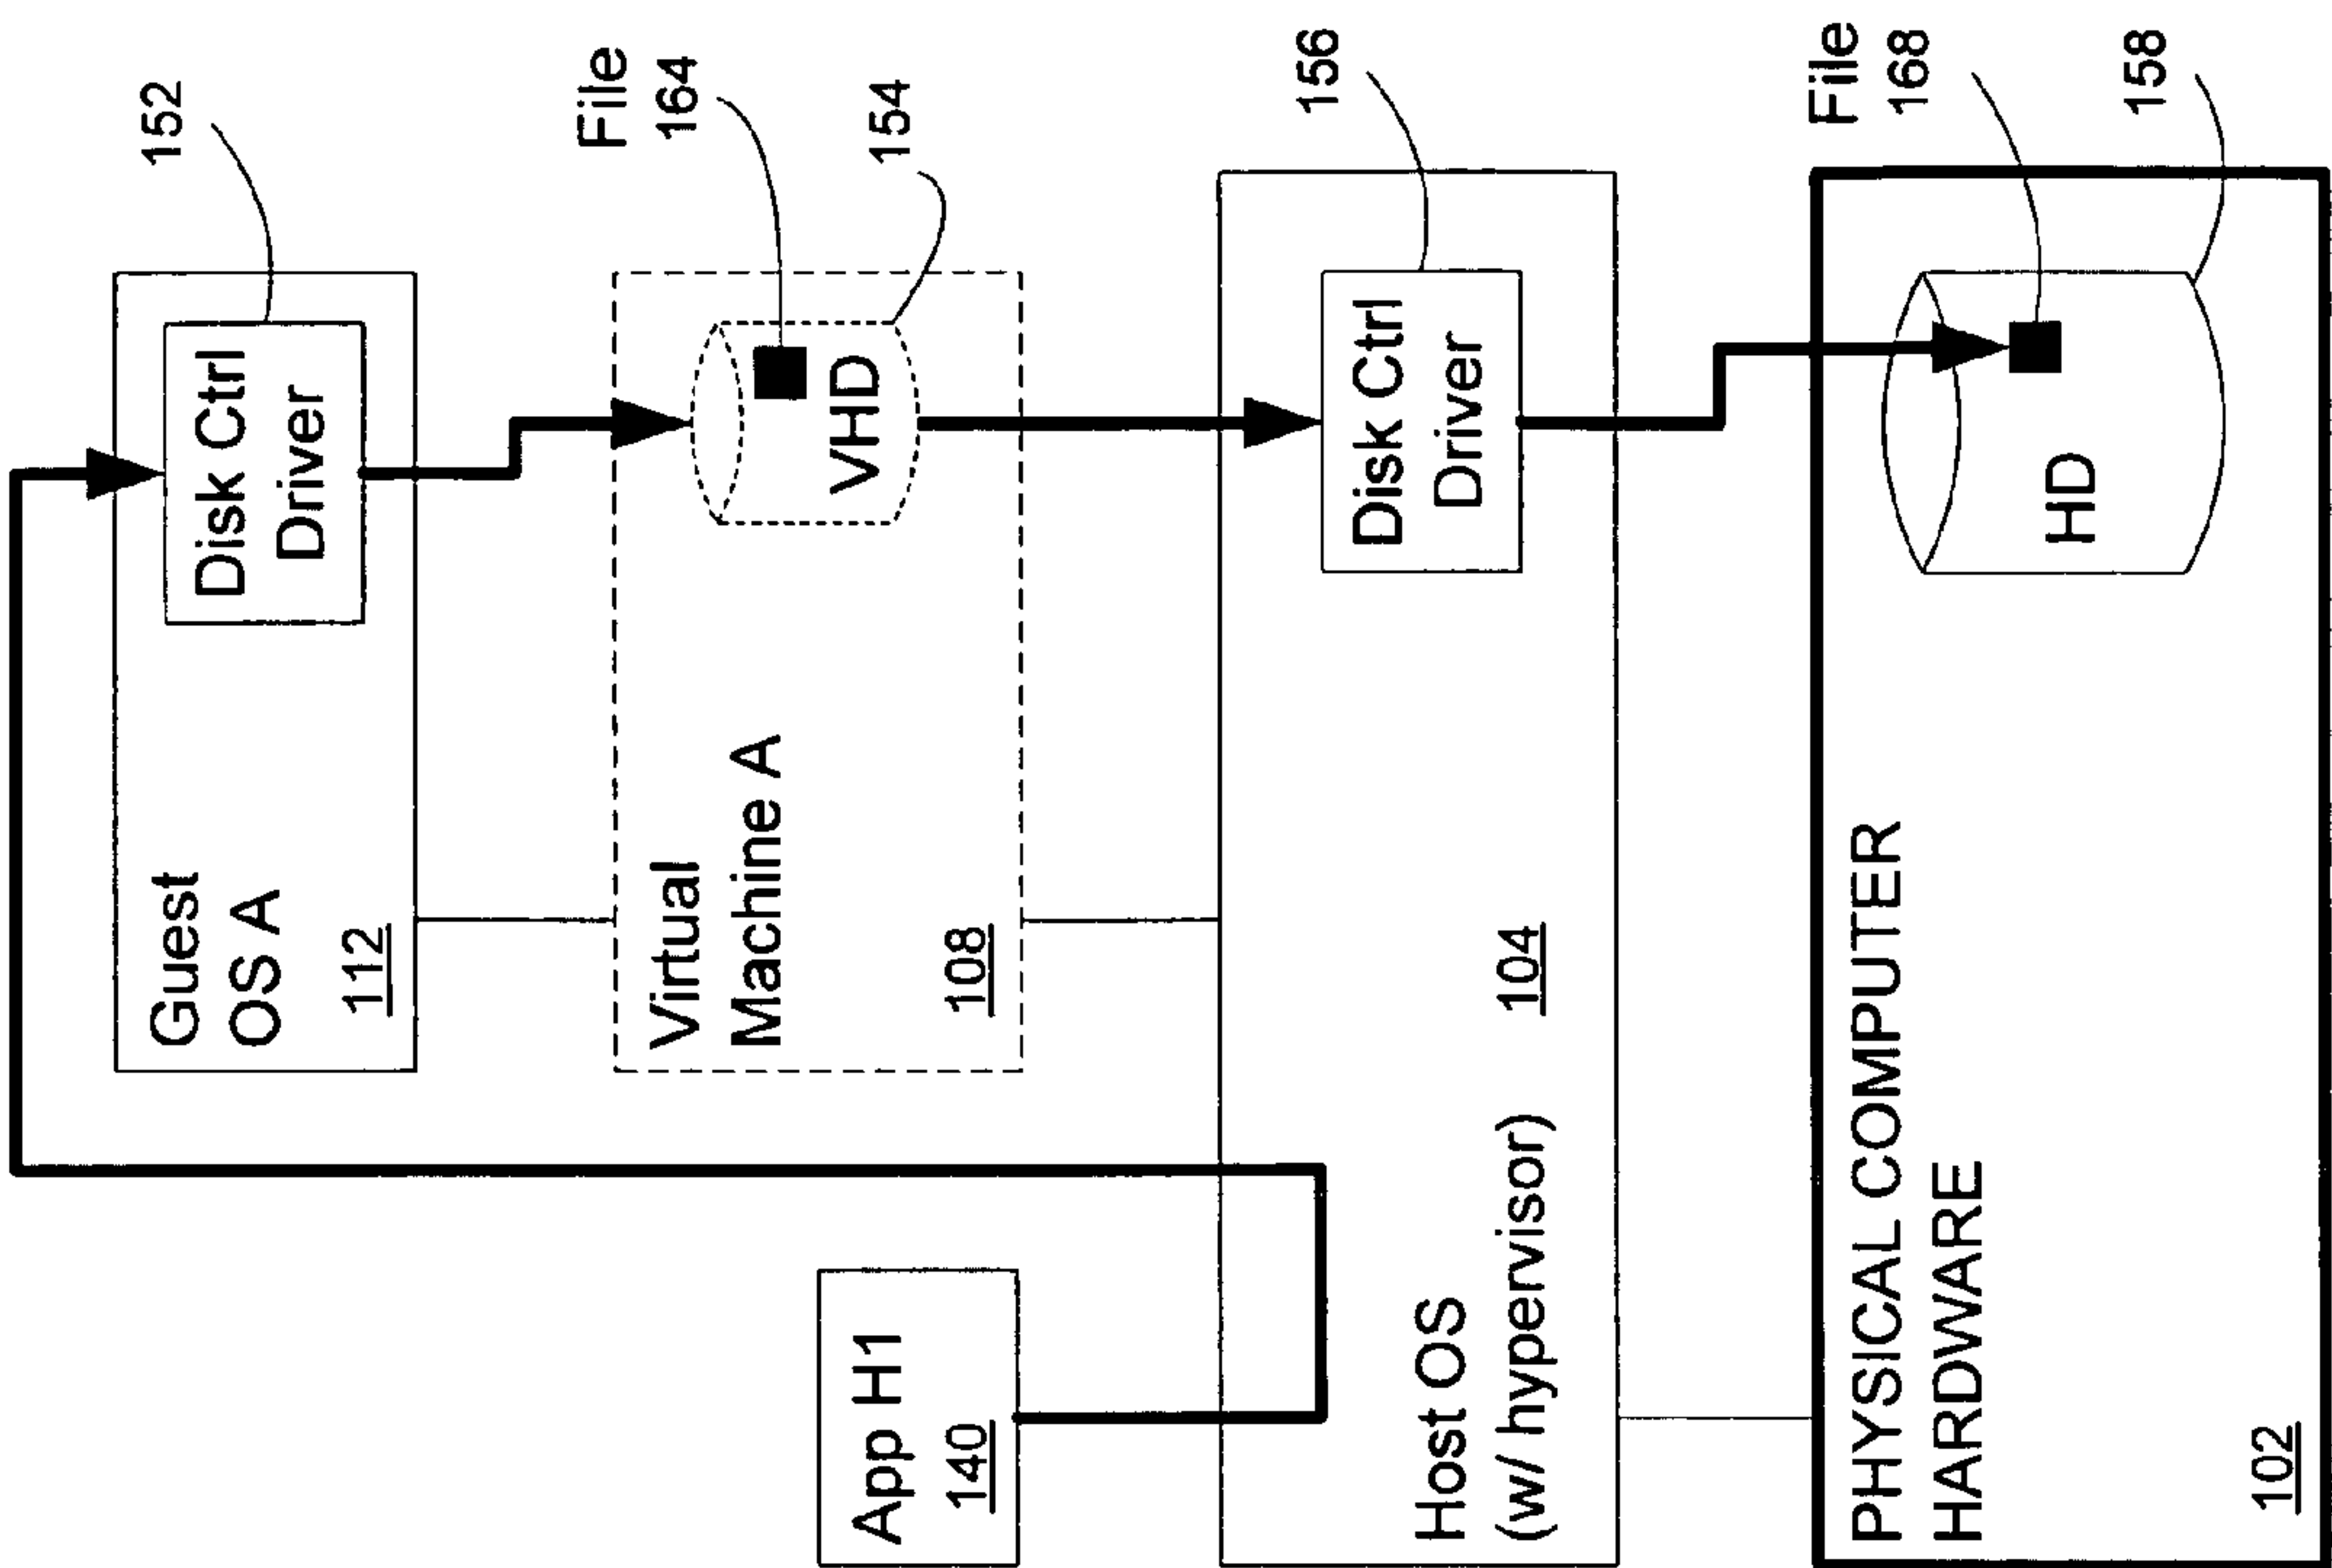 152
Guest
OS A
112
Disk Ctrl
Driver
File
164
154
Virtual
Machine A
108
VHD
App H1
140
156
Host OS
(w/ hypervisor)
104
Disk Ctrl
Driver
File
168
158
PHYSICAL COMPUTER
HARDWARE
102
HD